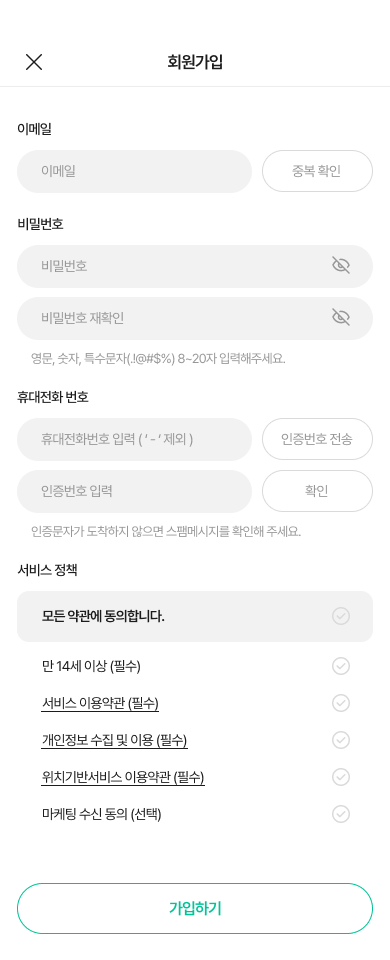 회원가입
이메일
이메일 중복 확인
비밀번호
비밀번호
비밀번호 재확인
영문, 숫자, 특수문자(.!@#$%) 8~20자 입력해주세요.
휴대전화 번호
휴대전화번호 입력 ( ‘ - ‘ 제외 ) 인증번호 전송
인증번호 입력 확인
인증문자가 도착하지 않으면 스팸메시지를 확인해 주세요.
서비스 정책
모든 약관에 동의합니다.
만 14세 이상 (필수)
서비스 이용약관 (필수)
개인정보 수집 및 이용 (필수)
위치기반서비스 이용약관 (필수)
마케팅 수신 동의 (선택)
가입하기